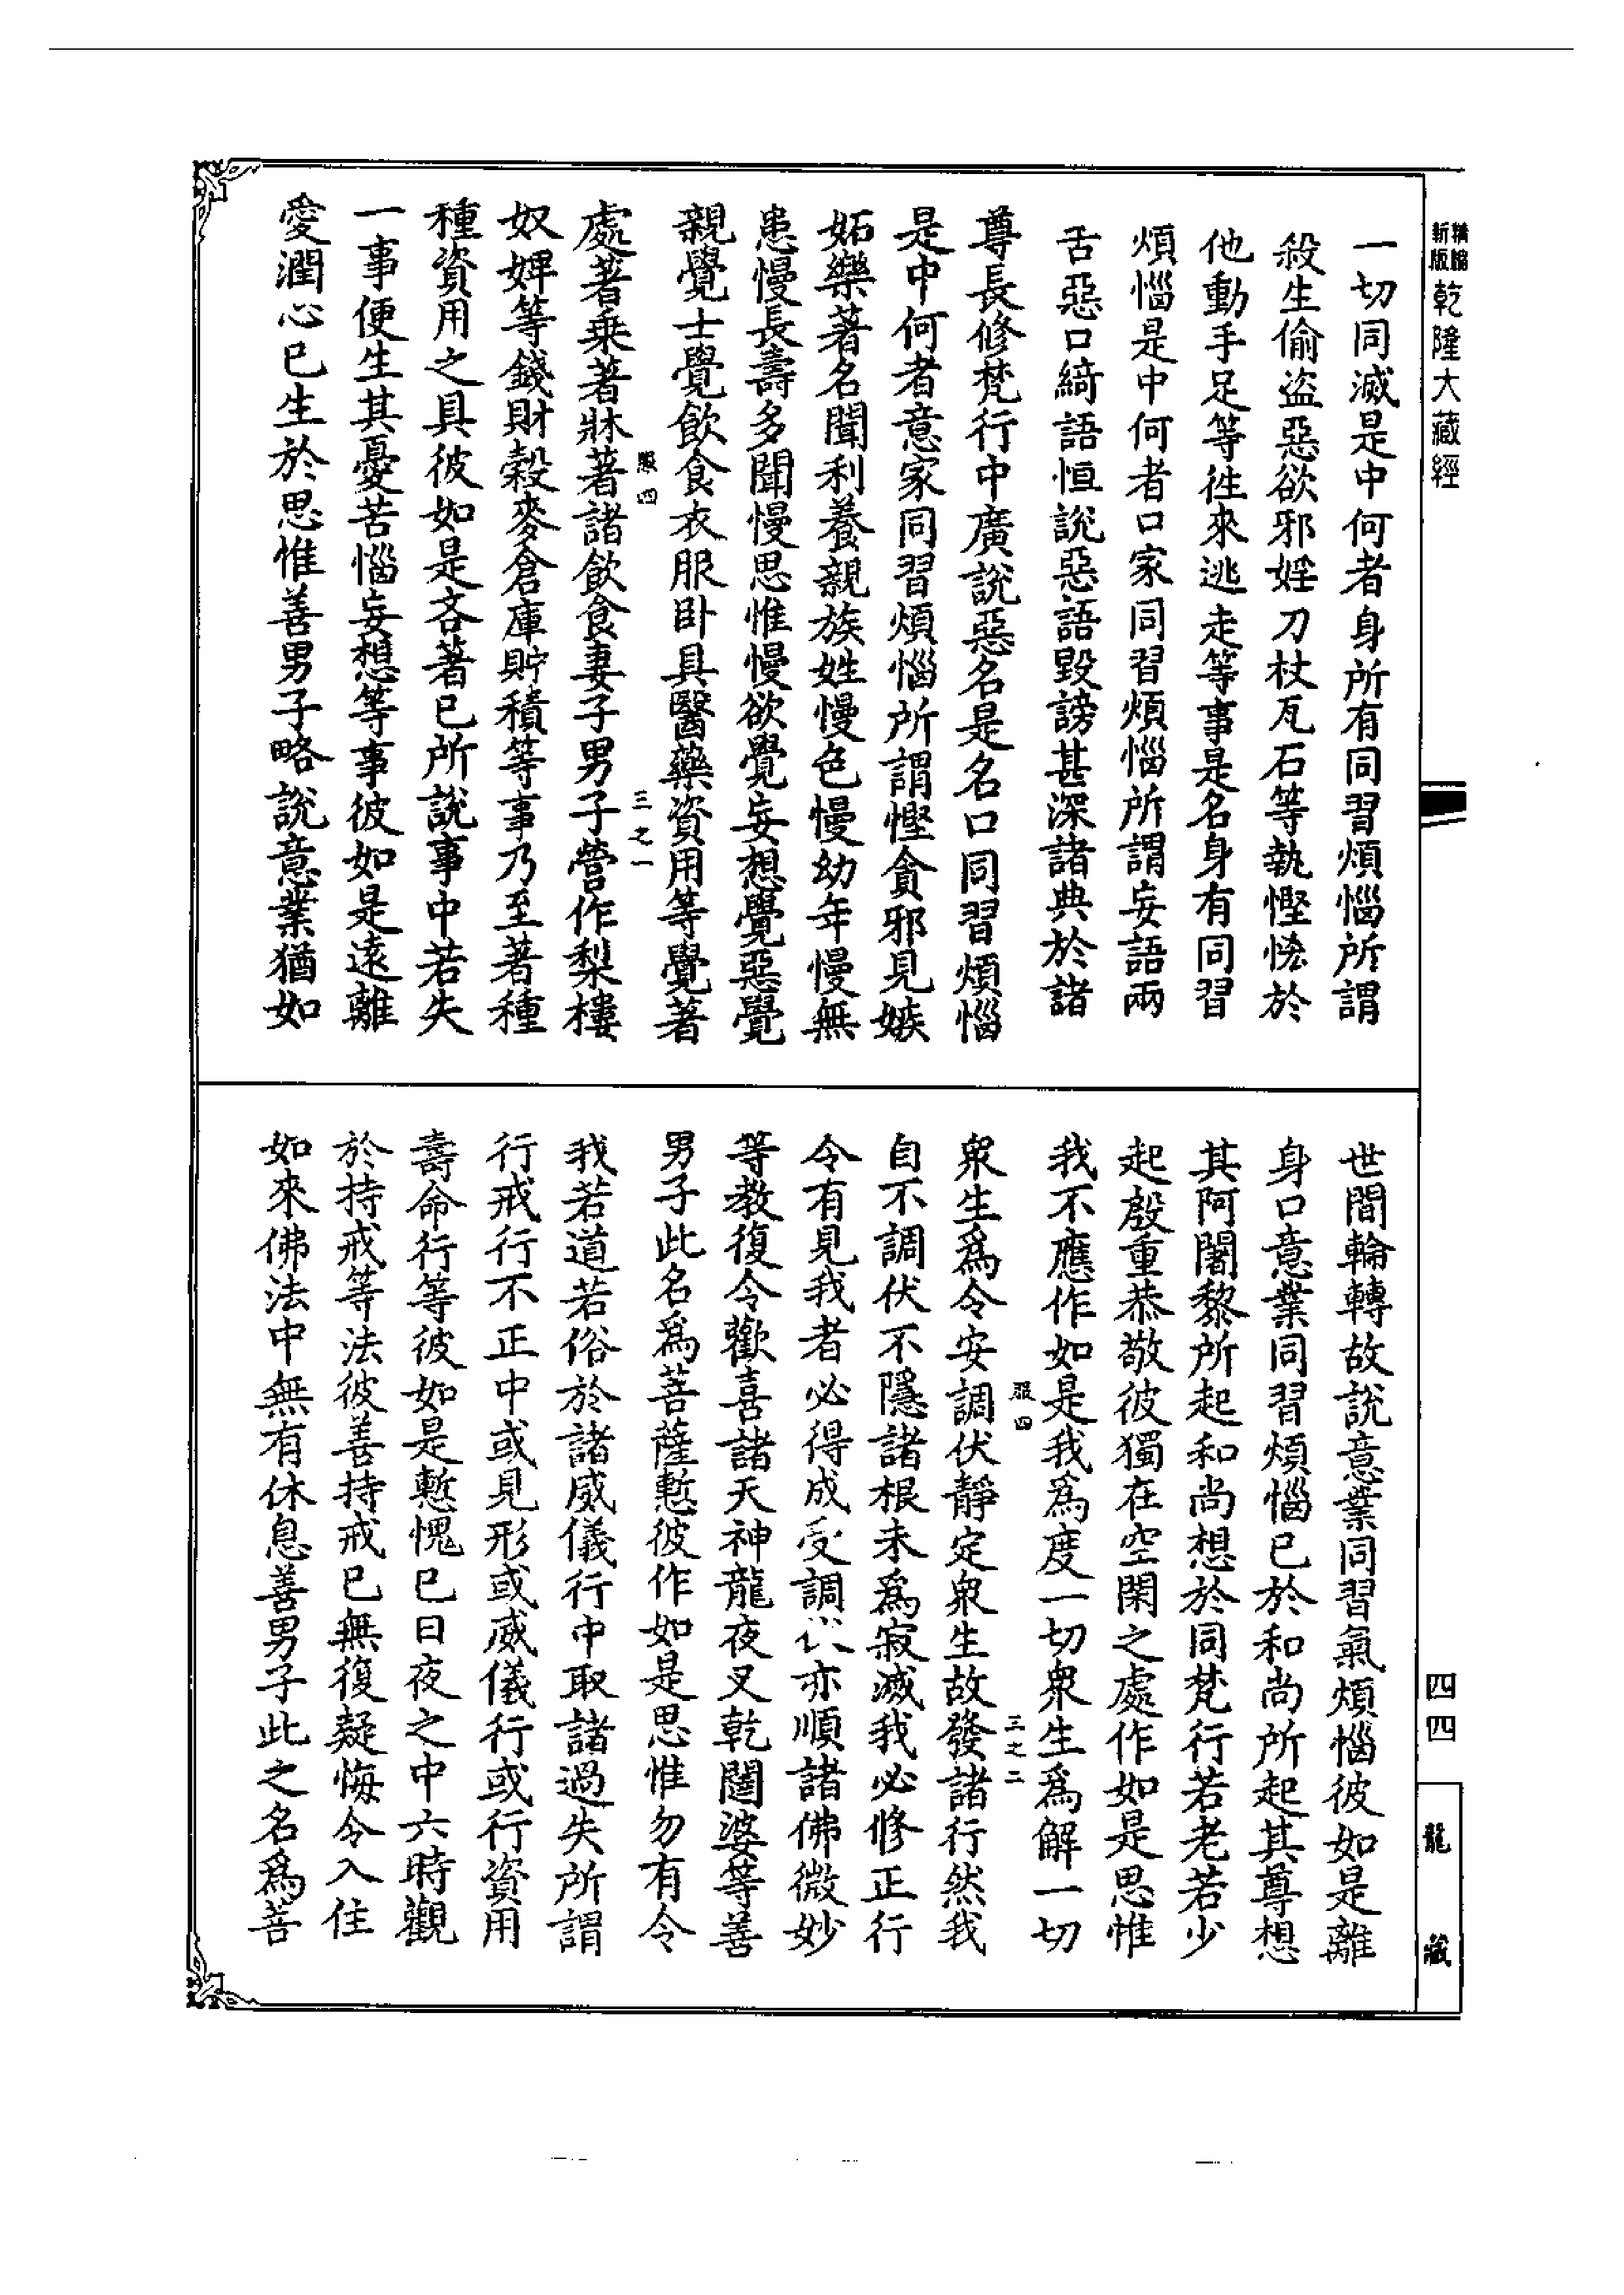 精編
新版
乾隆大藏經
一切同滅是中何者身所有同習煩惱所謂
殺生偷盗惡欲邪婬刀杖瓦石等執慳悋於
他動手足等徃來逃走等事是名身有同習
煩惱是中何者口家同習煩惱所謂妄語兩
舌惡口綺語恒說惡語毀謗甚深諸典於諸
尊長修梵行中廣說惡名是名口同習煩惱
是中何者意家同習煩惱所謂慳貪邪見嫉
妬樂著名聞利養親族姓慢色慢幼年慢無
患慢長壽多聞慢思惟慢欲覺妄想覺惡覺
親覺士覺飲食衣服卧具醫藥資用等覺著
服四
三之一
處著乘著牀著諸飲食妻子男子營作梨樓
奴婢等錢財穀麥倉庫貯積等事乃至著種
種資用之具彼如是吝著已所說事中若失
一事便生其憂苦惱妄想等事彼如是遠離
愛潤心已生於思惟善男子略說意業猶如
世間輪轉故說意業同習氣煩惱彼如是離
身口意業同習煩惱已於和尚所起其尊想
其阿闍黎所起和尚想於同梵行若老若少
起慇重恭敬彼獨在空閑之處作如是思惟
我不應作如是我為度一切衆生為解一切
服四
三之二
衆生為令安調伏靜定衆生故發諸行然我
自不調伏不隱諸根未為寂滅我必修正行
令有見我者必得成受調亦順諸佛微妙
等教復令歡喜諸天神龍夜叉乾闥婆等善
男子此名為菩薩慙彼作如是思惟勿有令
我若道若俗於諸威儀行中取諸過失所謂
行戒行不正中或見形或威儀行或行資用
壽命行等彼如是慙愧已日夜之中六時觀
於持戒等法彼善持戒已無復疑悔令入住
如來佛法中無有休息善男子此之名為菩
四四
龍藏